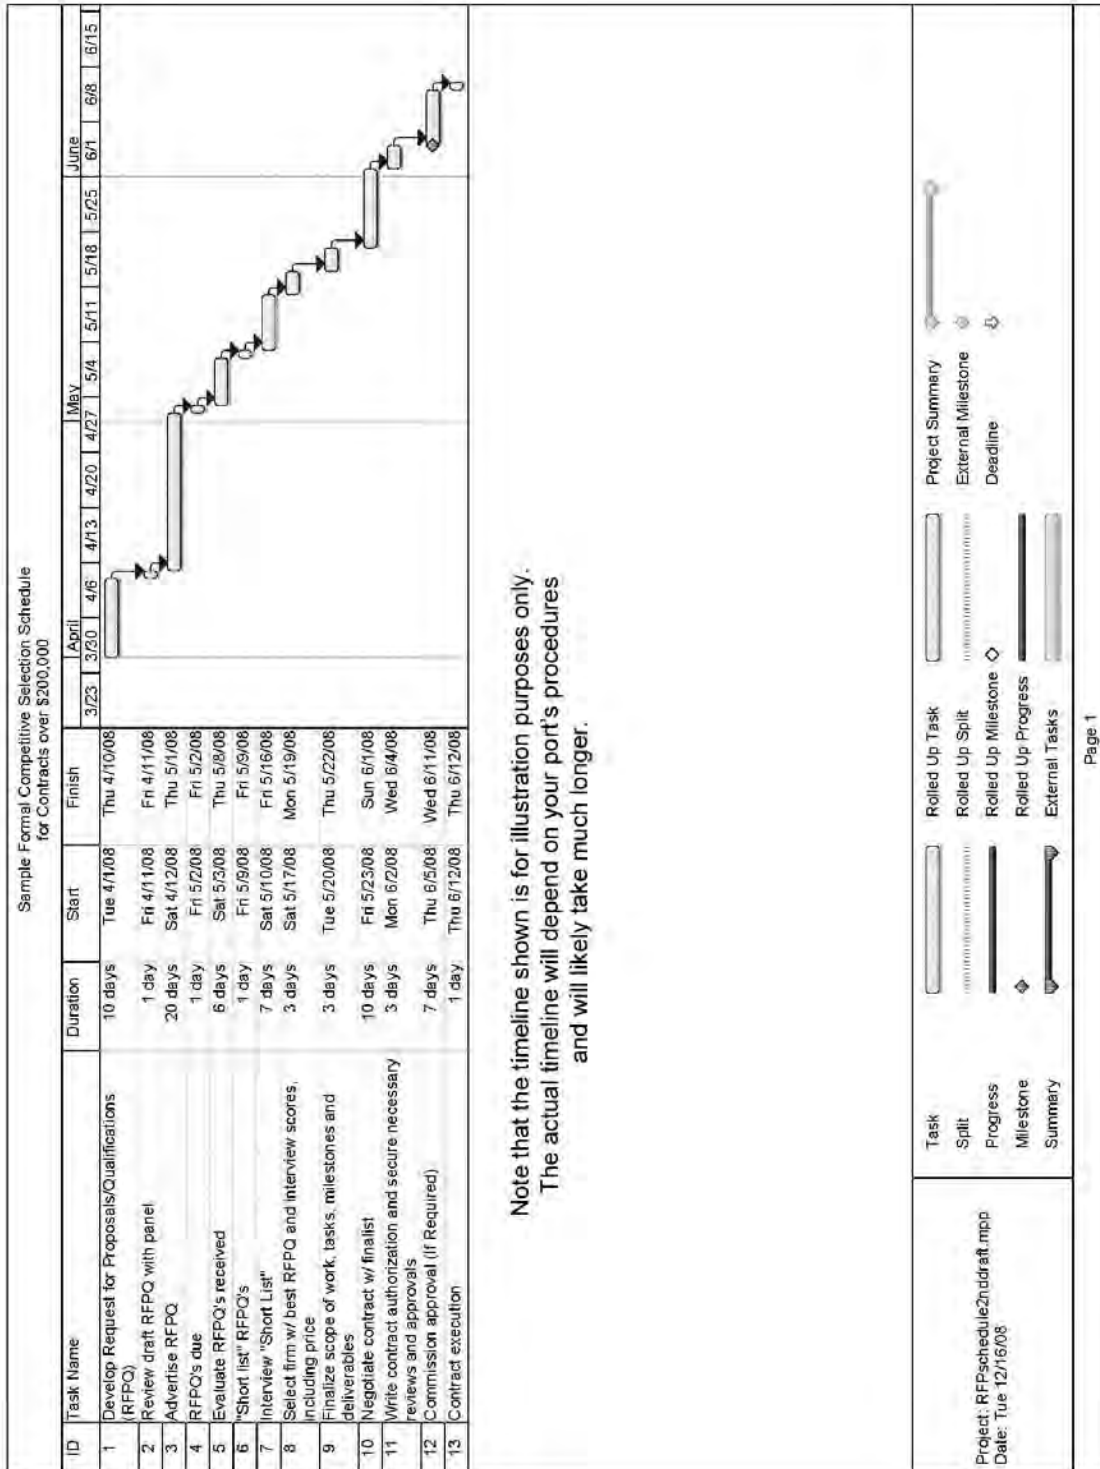 Sample Formal Competitive Selection Schedule
for Contracts over $200,000
ID Task Name Duration Start Finish
April May June
3/23 3/30 4/6 4/13 4/20 4/27 5/4 5/11 5/18 5/25 6/1 6/8 6/15
1 Develop Request for Proposals/Qualifications 10 days Tue 4/1/08 Thu 4/10/08
(RFPQ)
2 Review draft RFPQ with panel 1 day Fri 4/11/08 Fri 4/11/08
3 Advertise RFPQ 20 days Sat 4/12/08 Thu 5/1/08
4 RFPQ's due 1 day Fri 5/2/08 Fri 5/2/08
5 Evaluate RFPQ's received 6 days Sat 5/3/08 Thu 5/8/08
6 "Short list" RFPQ's 1 day Fri 5/9/08 Fri 5/9/08
7 Interview "Short List" 7 days Sat 5/10/08 Fri 5/16/08
8 Select firm w/ best RFPQ and interview scores, 3 days Sat 5/17/08 Mon 5/19/08
including price
9 Finalize scope of work, tasks, milestones and 3 days Tue 5/20/08 Thu 5/22/08
deliverables
10 Negotiate contract w/ finalist 10 days Fri 5/23/08 Sun 6/1/08
11 Write contract authorization and secure necessary 3 days Mon 6/2/08 Wed 6/4/08
reviews and approvals
12 Commission approval (If Required) 7 days Thu 6/5/08 Wed 6/11/08
13 Contract execution 1 day Thu 6/12/08 Thu 6/12/08
Note that the timeline shown is for illustration purposes only.
The actual timeline will depend on your port's procedures
and will likely take much longer.
Project: RFPschedule2nddraft.mpp
Date: Tue 12/16/08
Task Rolled Up Task Project Summary
Split Rolled Up Split External Milestone
Progress Rolled Up Milestone Deadline
Milestone Rolled Up Progress
Summary External Tasks
Page 1